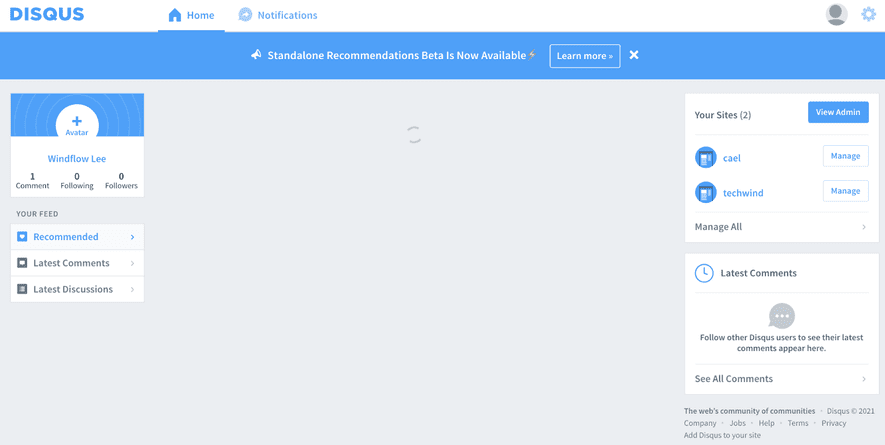 DISQUS
Home
Notifications
Standalone Recommendations Beta Is Now Available
Learn more »
Avatar
Windflow Lee
1 0 0
Comment Following Followers
YOUR FEED
Recommended
Latest Comments
Latest Discussions
Your Sites (2)
View Admin
cael
Manage
techwind
Manage
Manage All
Latest Comments
Follow other Disqus users to see their latest
comments appear here.
See All Comments
The web's community of communities · Disqus © 2021
Company · Jobs · Help · Terms · Privacy
Add Disqus to your site